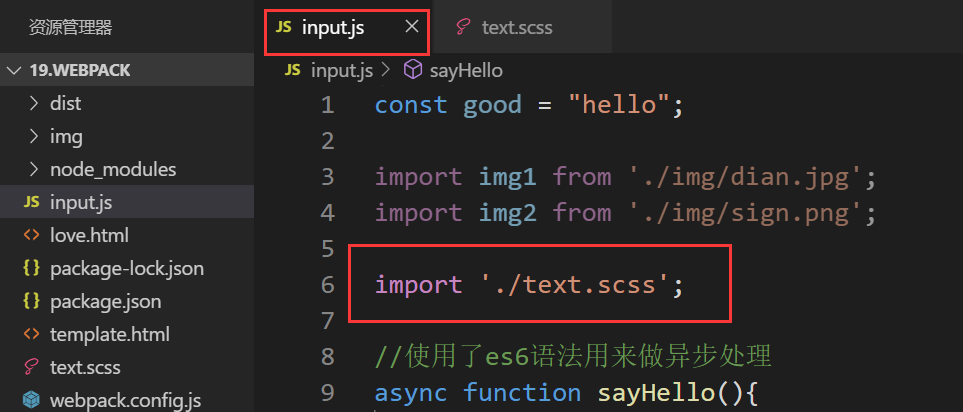 资源管理器
19.WEBPACK
dist
img
node_modules
JS input.js
love.html
package-lock.json
package.json
template.html
text.scss
webpack.config.js
JS input.js × text.scss
JS input.js > sayHello
1 const good = "hello";
2
3 import img1 from './img/dian.jpg';
4 import img2 from './img/sign.png';
5
6 import './text.scss';
7
8 //使用了es6语法用来做异步处理
9 async function sayHello(){